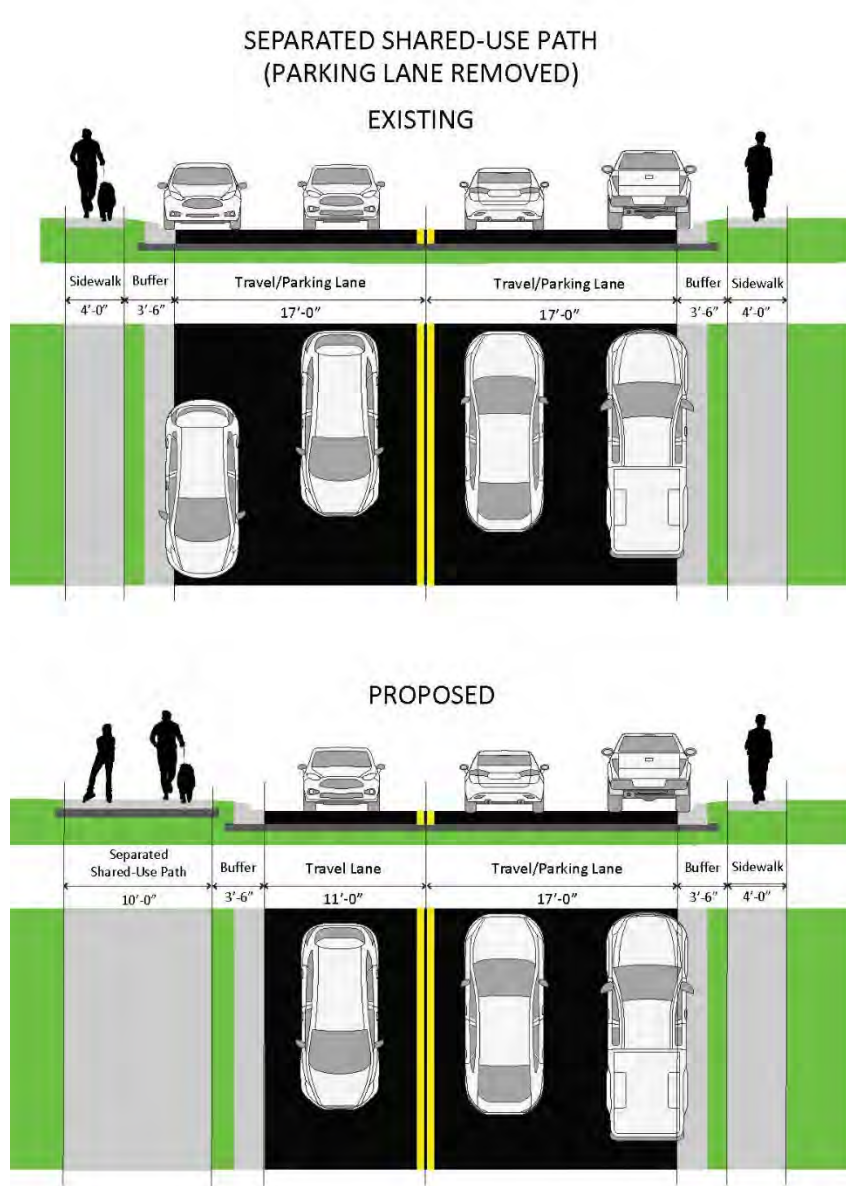 SEPARATED SHARED-USE PATH
(PARKING LANE REMOVED)
EXISTING
Sidewalk Buffer Travel/Parking Lane Travel/Parking Lane Buffer Sidewalk
4'-0" 3'-6" 17'-0" 17'-0" 3'-6" 4'-0"
PROPOSED
Separated
Shared-Use Path Buffer Travel Lane Travel/Parking Lane Buffer Sidewalk
10'-0" 3'-6" 11'-0" 17'-0" 3'-6" 4'-0"